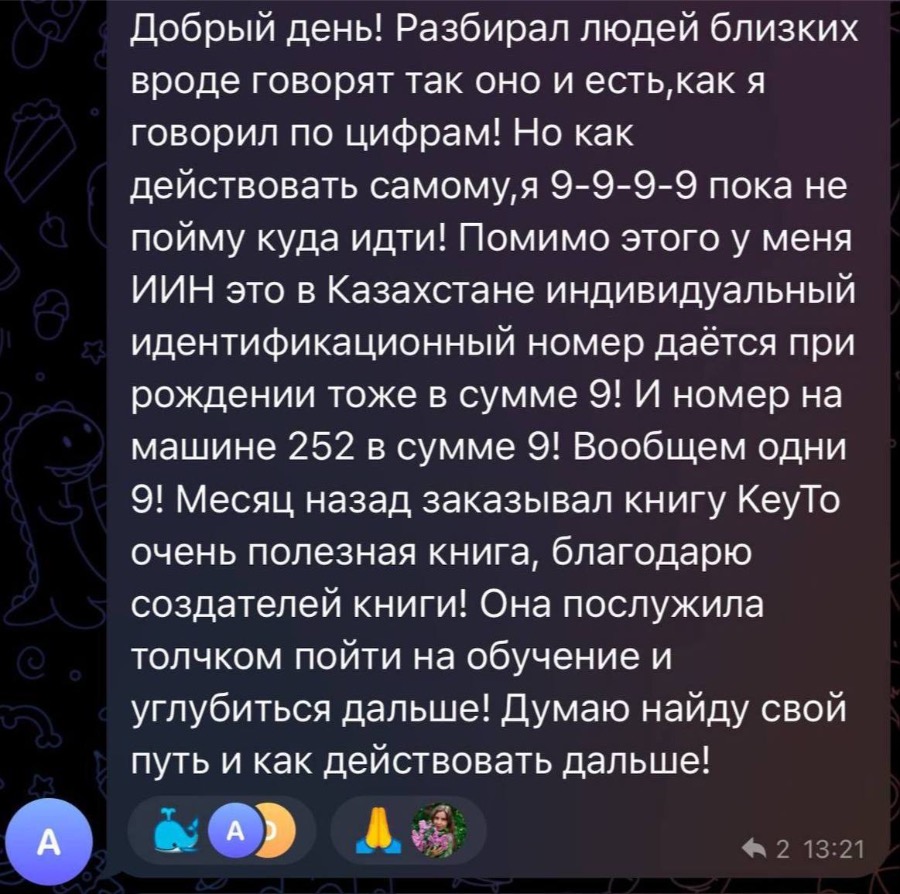 Добрый день! Разбирал людей близких
вроде говорят так оно и есть,как я
говорил по цифрам! Но как
действовать самому,я 9-9-9-9 пока не
пойму куда идти! Помимо этого у меня
ИИН это в Казахстане индивидуальный
идентификационный номер даётся при
рождении тоже в сумме 9! И номер на
машине 252 в сумме 9! Вообщем одни
9! Месяц назад заказывал книгу KeyTo
очень полезная книга, благодарю
создателей книги! Она послужила
толчком пойти на обучение и
углубиться дальше! Думаю найду свой
путь и как действовать дальше!
A
A
2 13:21